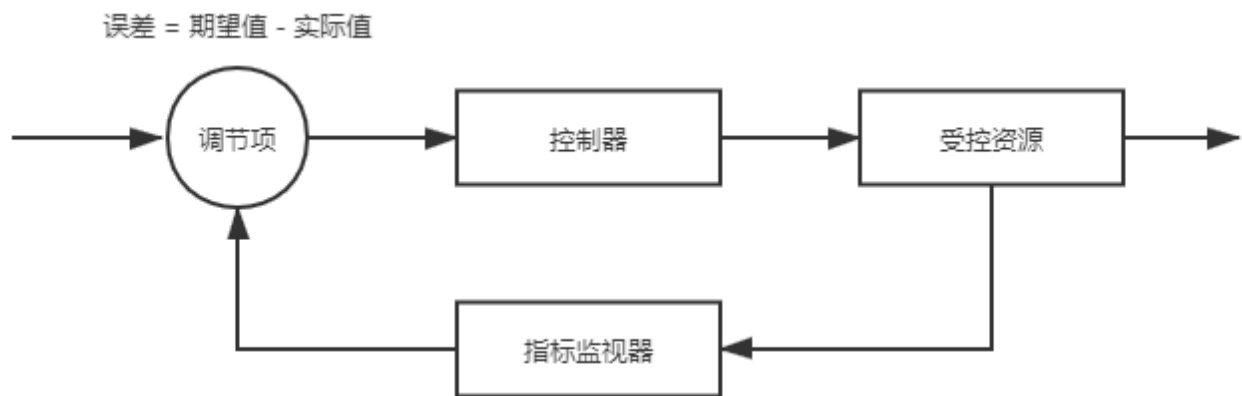 误差 = 期望值 - 实际值
调节项
控制器
受控资源
指标监视器